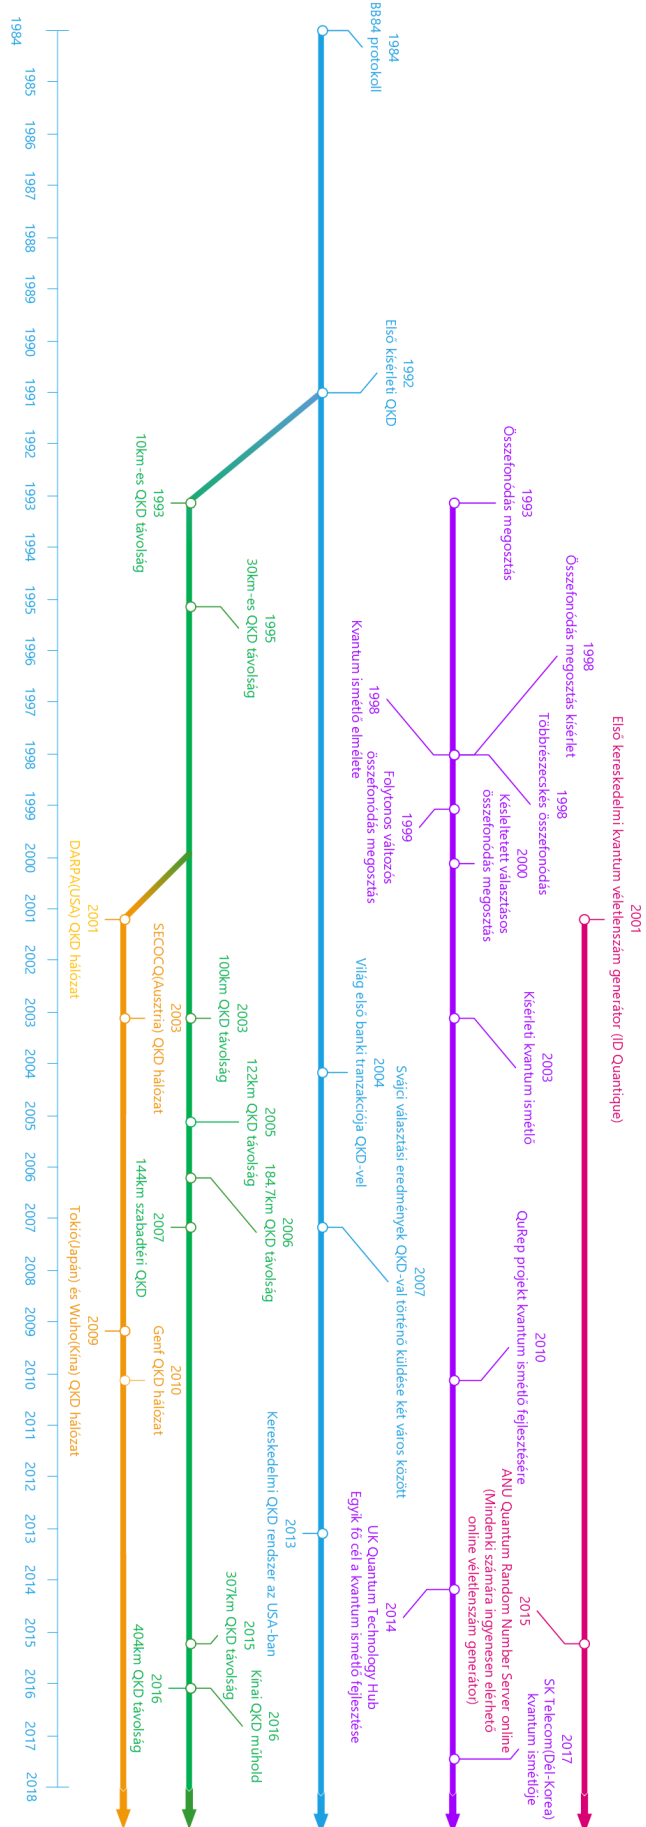 2001
Első kereskedelmi kvantum véletlenszám generátor (ID Quantique)
2015
ANU Quantum Random Number Server online
(Mindenki számára ingyenesen elérhető
online véletlenszám generátor)
1993
Összefonódás megosztás
1998
Összefonódás megosztás kísérlet
1998
Többrészecskés összefonódás
1998
Kvantum ismétlő elmélete
1999
Folytonos változós
összefonódás megosztás
2000
Késleltetett választásos
összefonódás megosztás
2003
Kísérleti kvantum ismétlő
2010
QuRep projekt kvantum ismétlő fejlesztésére
2014
UK Quantum Technology Hub
Egyik fő cél a kvantum ismétlő fejlesztése
2017
SK Telecom(Dél-Korea)
kvantum ismétlője
1984
BB84 protokoll
1992
Első kísérleti QKD
2004
Világ első banki tranzakciója QKD-vel
2007
Svájci választási eredmények QKD-val történő küldése két város között
2013
Kereskedelmi QKD rendszer az USA-ban
1993
10km-es QKD távolság
1995
30km-es QKD távolság
2003
100km QKD távolság
2005
122km QKD távolság
2006
184.7km QKD távolság
2007
144km szabadtéri QKD
2015
307km QKD távolság
2016
Kínai QKD műhold
2016
404km QKD távolság
2001
DARPA(USA) QKD hálózat
2003
SECOCQ(Ausztria) QKD hálózat
2009
Tokió(Japán) és Wuho(Kína) QKD hálózat
2010
Genf QKD hálózat
1984
1985
1986
1987
1988
1989
1990
1991
1992
1993
1994
1995
1996
1997
1998
1999
2000
2001
2002
2003
2004
2005
2006
2007
2008
2009
2010
2011
2012
2013
2014
2015
2016
2017
2018